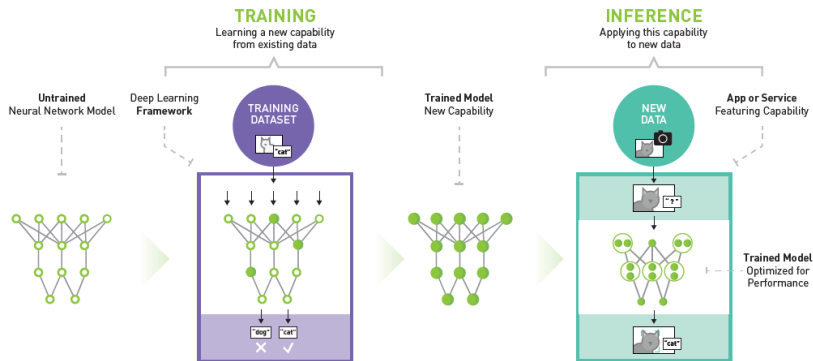 TRAINING
Learning a new capability
from existing data
INFERENCE
Applying this capability
to new data
Untrained
Neural Network Model
Deep Learning
Framework
TRAINING
DATASET
"cat"
Trained Model
New Capability
NEW
DATA
App or Service
Featuring Capability
"?"
Trained Model
Optimized for
Performance
"dog"
"cat"
"cat"